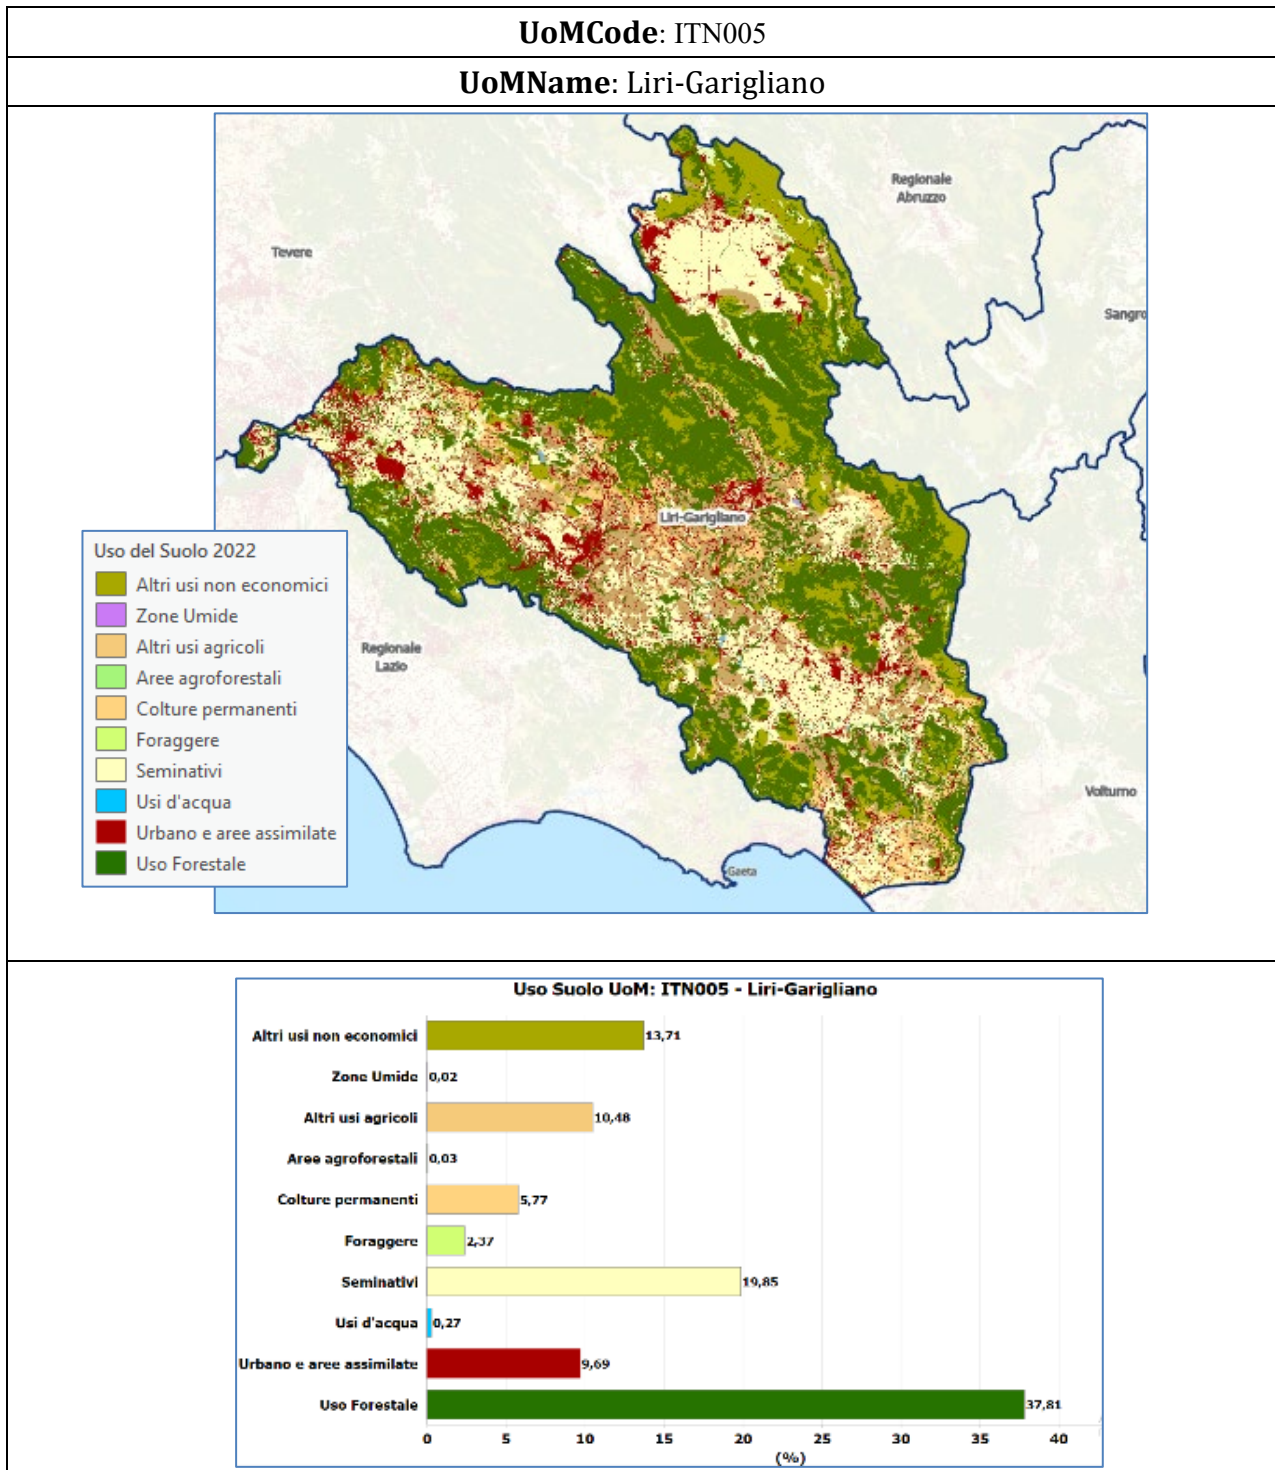 UoMCode: ITN005
UoMName: Liri-Garigliano
Regionale
Abruzzo
Tevere
Sangro
Liri-Garigliano
Uso del Suolo 2022
Altri usi non economici
Zone Umide
Altri usi agricoli
Aree agroforestali
Colture permanenti
Foraggere
Seminativi
Usi d'acqua
Urbano e aree assimilate
Uso Forestale
Regionale
Lazio
Volturno
Gaeta
Uso Suolo UoM: ITN005 - Liri-Garigliano
Altri usi non economici 13,71
Zone Umide 0,02
Altri usi agricoli 10,48
Aree agroforestali 0,03
Colture permanenti 5,77
Foraggere 2,37
Seminativi 19,85
Usi d'acqua 0,27
Urbano e aree assimilate 9,69
Uso Forestale 37,81
0 5 10 15 20 25 30 35 40
(%)